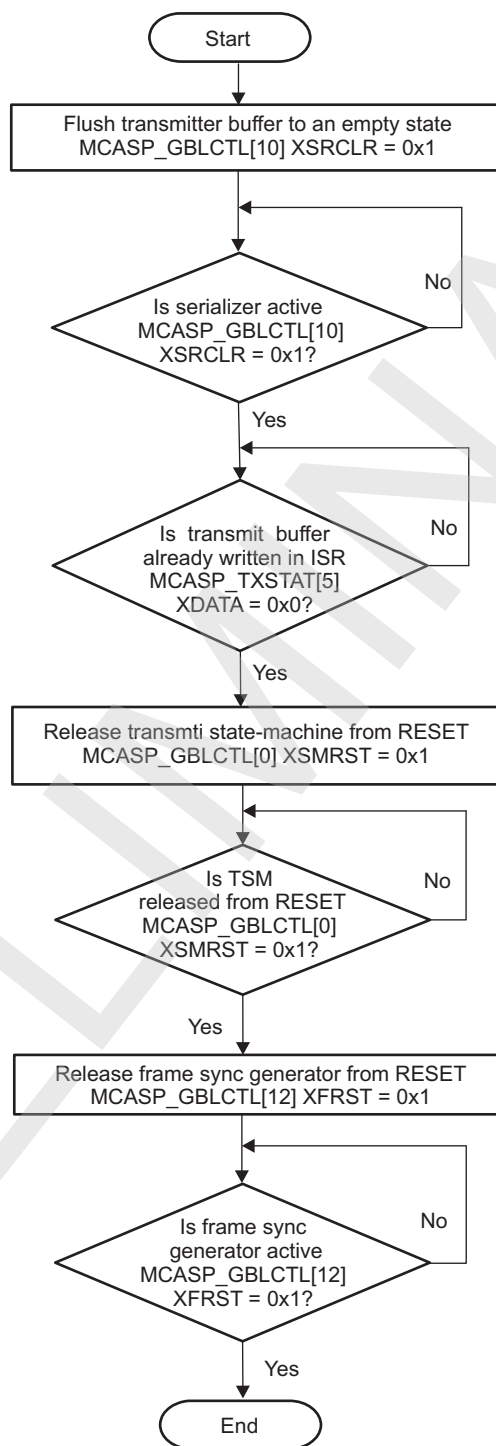 Start
Flush transmitter buffer to an empty state
MCASP_GBLCTL[10] XSRCLR = 0x1
No
Is serializer active
MCASP_GBLCTL[10]
XSRCLR = 0x1?
Yes
No
Is transmit buffer
already written in ISR
MCASP_TXSTAT[5]
XDATA = 0x0?
Yes
Release transmti state-machine from RESET
MCASP_GBLCTL[0] XSMRST = 0x1
No
Is TSM
released from RESET
MCASP_GBLCTL[0]
XSMRST = 0x1?
Yes
Release frame sync generator from RESET
MCASP_GBLCTL[12] XFRST = 0x1
No
Is frame sync
generator active
MCASP_GBLCTL[12]
XFRST = 0x1?
Yes
End